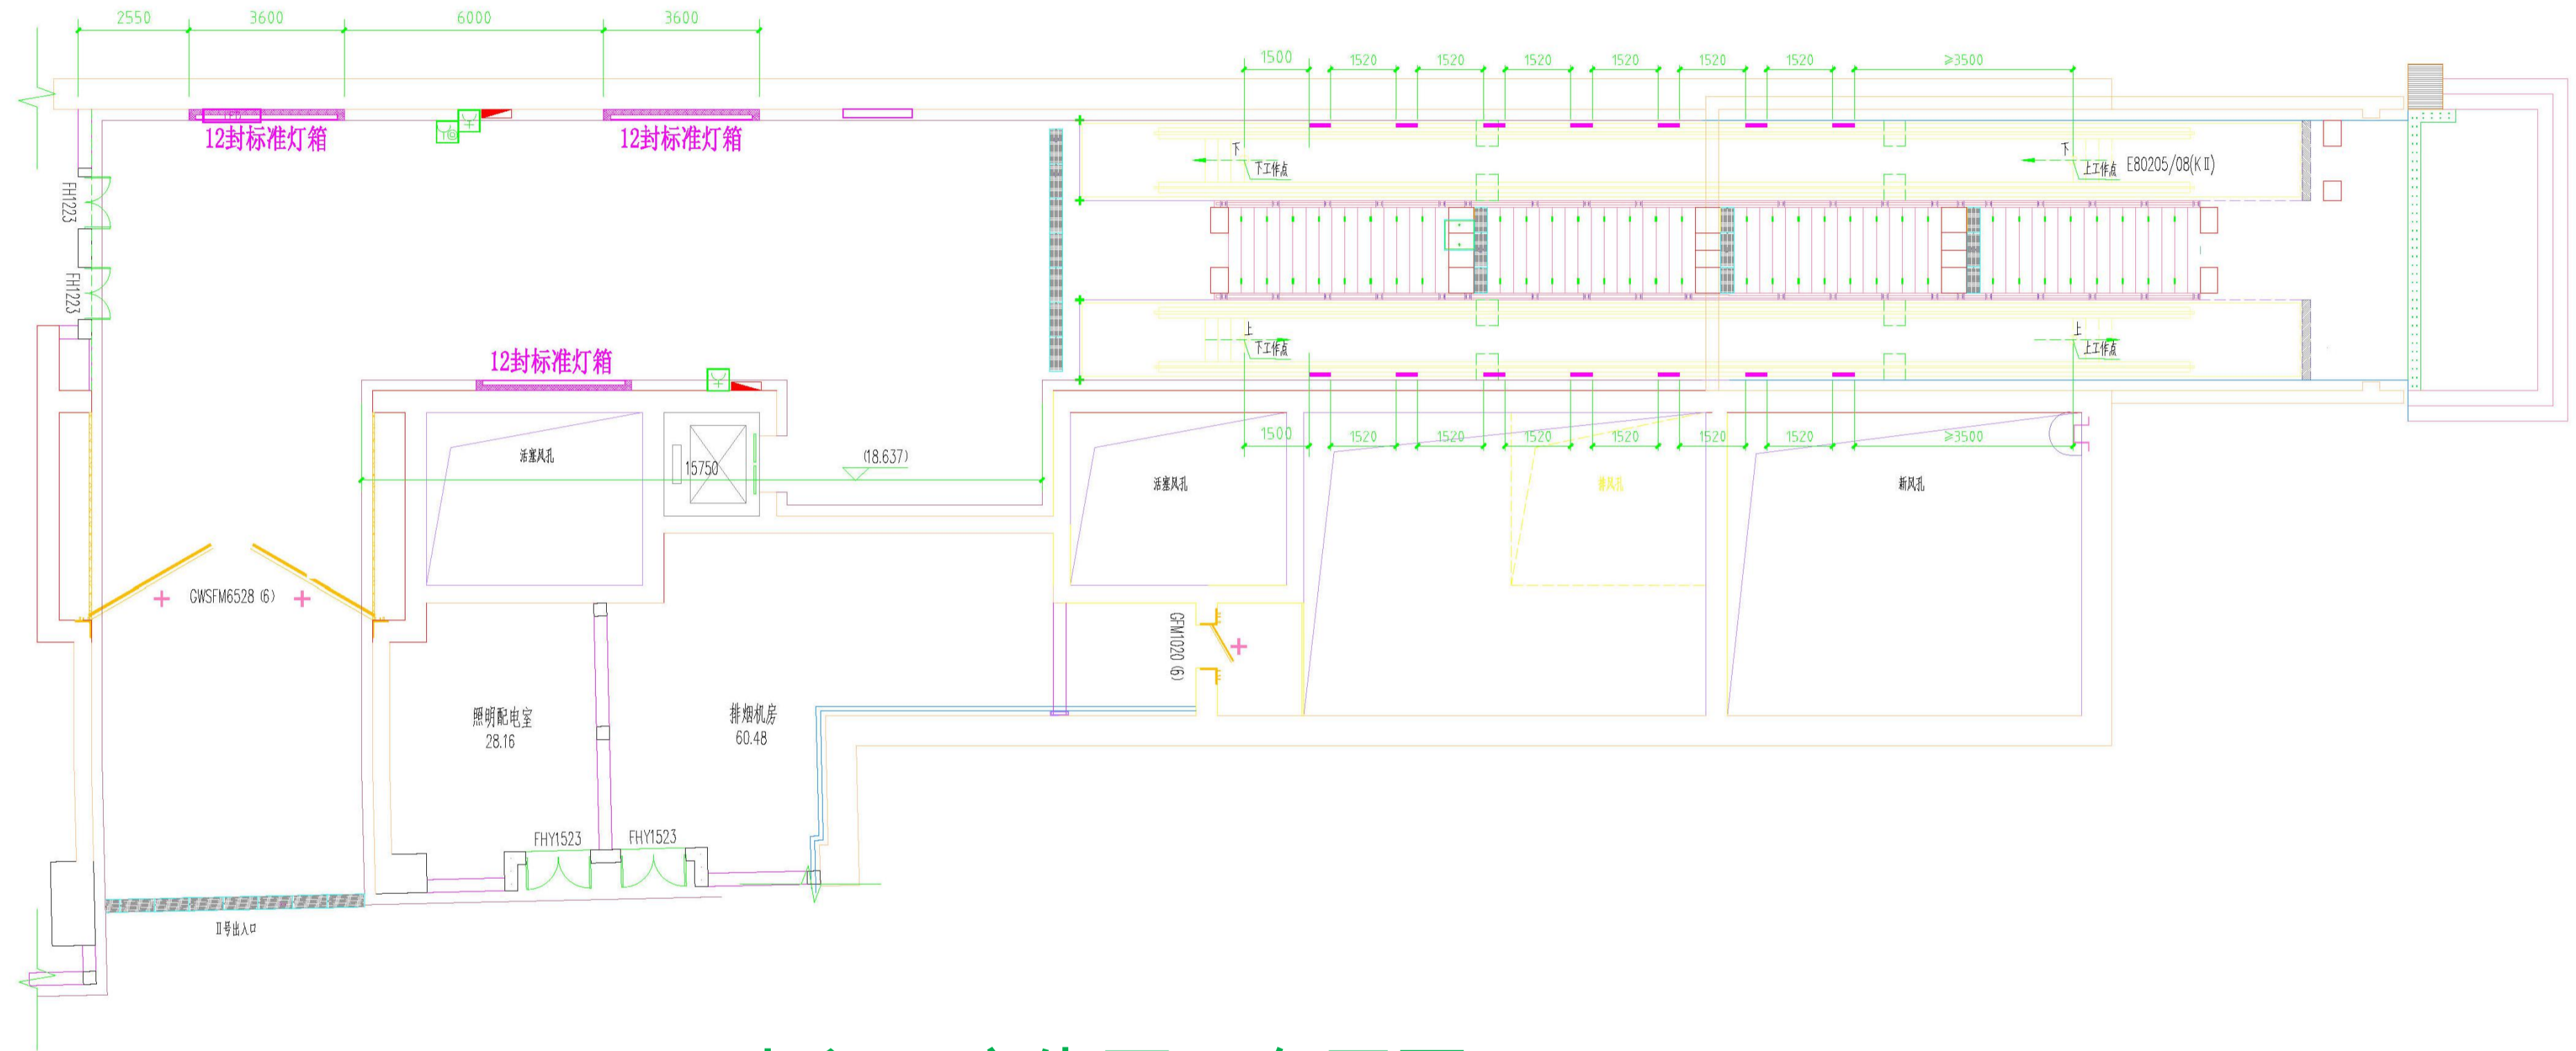 2550 3600 6000 3600
1500 1520 1520 1520 1520 1520 1520 ≥3500
12封标准灯箱 12封标准灯箱
下 下
下工作点 上工作点 E80205/08(KⅡ)
FH1223
FH1223
上 上
下工作点 上工作点
12封标准灯箱
1500 1520 1520 1520 1520 1520 1520 ≥3500
活塞风孔 15750 (18.637) 活塞风孔 排风孔 新风孔
GWSFM6528 (6)
GFM1020 (6)
照明配电室
28.16
排烟机房
60.48
FHY1523 FHY1523
Ⅱ号出入口